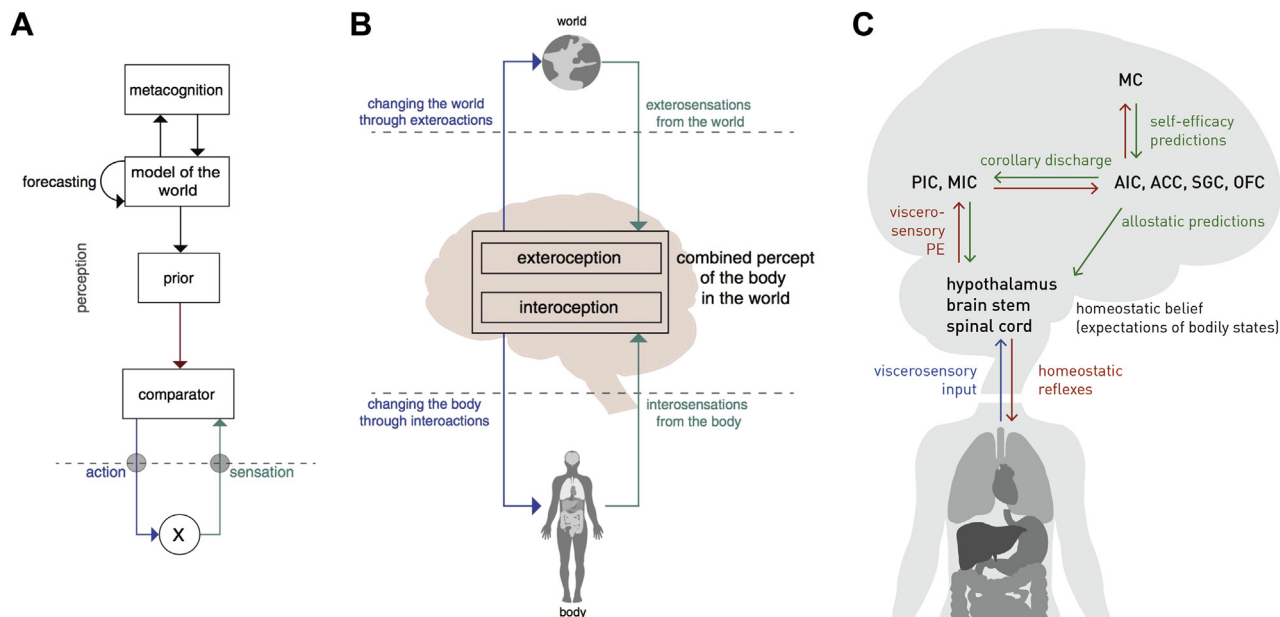 A
metacognition
forecasting
model of the
world
perception
prior
comparator
action
sensation
X
B
world
changing the world
through exteroactions
exterosensations
from the world
exteroception
interoception
combined percept
of the body
in the world
changing the body
through interoactions
interosensations
from the body
body
C
MC
self-efficacy
predictions
corollary discharge
PIC, MIC
AIC, ACC, SGC, OFC
viscero-
sensory
PE
allostatic predictions
hypothalamus
brain stem
spinal cord
homeostatic belief
(expectations of bodily states)
viscerosensory
input
homeostatic
reflexes